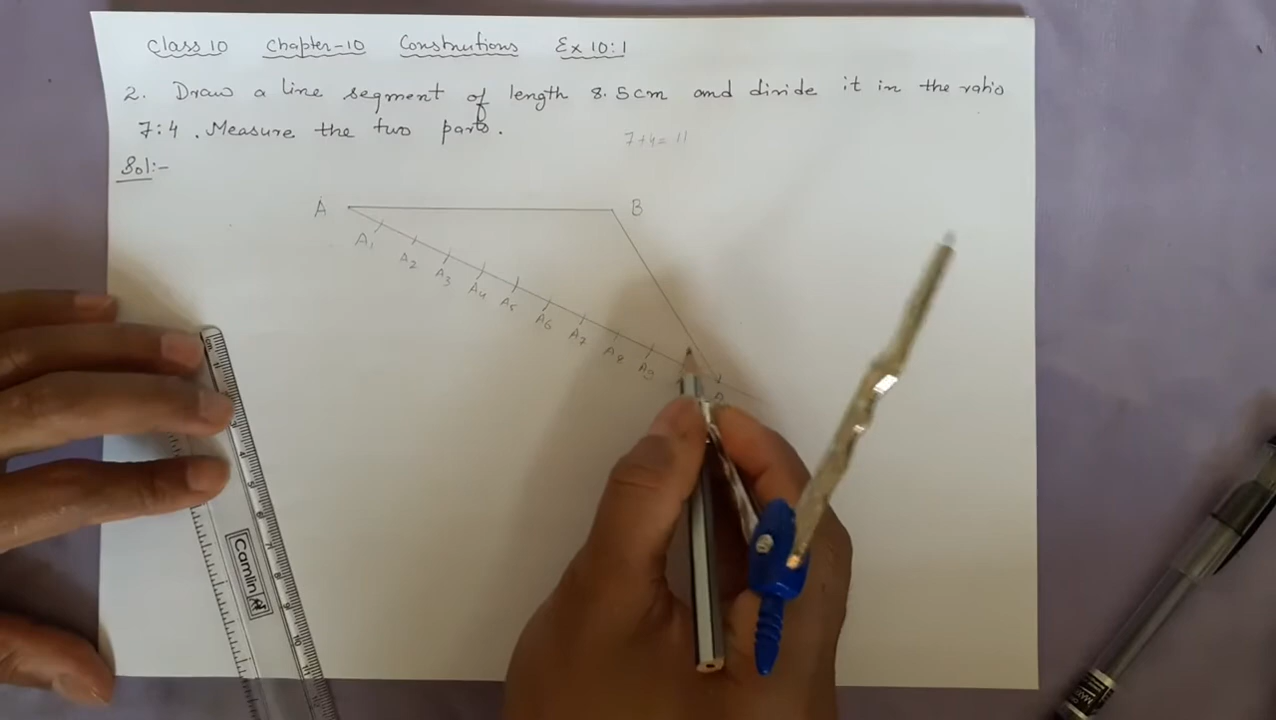 Class 10 Chapter-10 Constructions Ex 10:1
2. Draw a line segment of length 8.5cm and divide it in the ratio
7:4. Measure the two parts.
7+4=11
Sol:-
A B
A1
A2
A3
A4
A5
A6
A7
A8
A9
Camlin